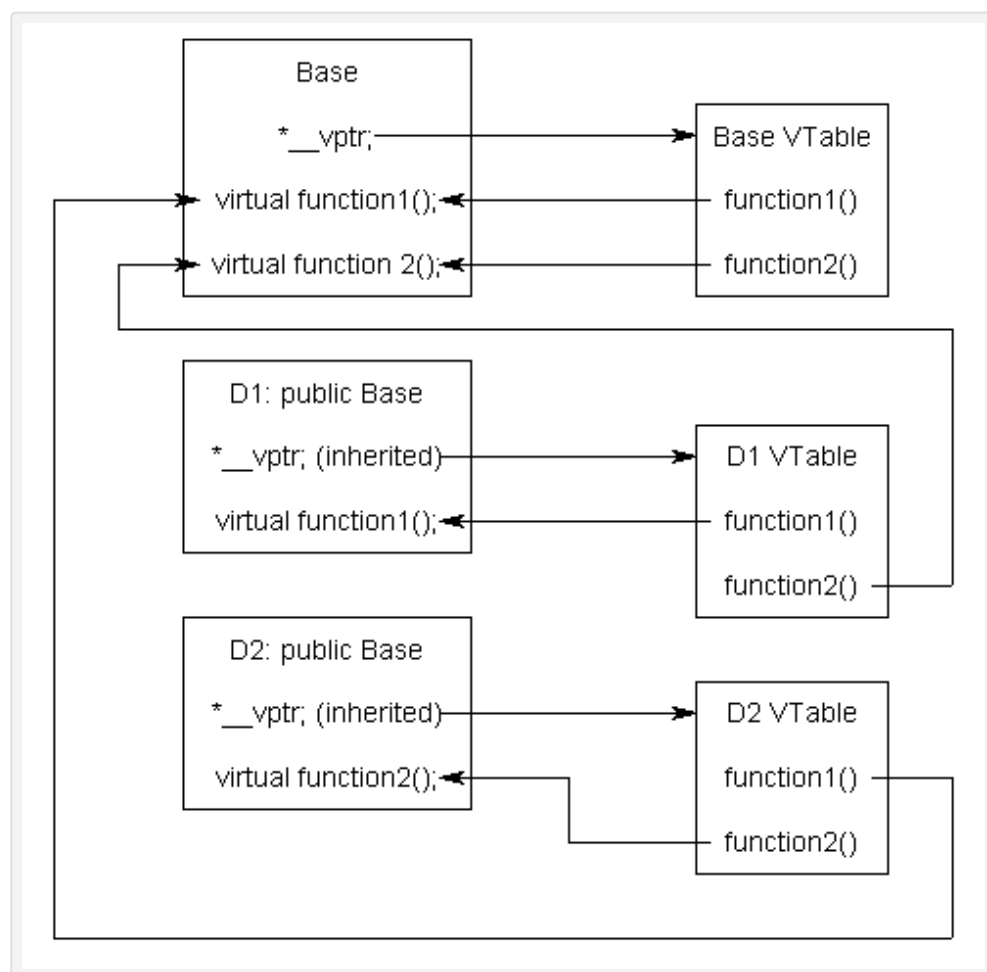 Base
*__vptr;
virtual function1();
virtual function 2();
Base VTable
function1()
function2()
D1: public Base
*__vptr; (inherited)
virtual function1();
D1 VTable
function1()
function2()
D2: public Base
*__vptr; (inherited)
virtual function2();
D2 VTable
function1()
function2()